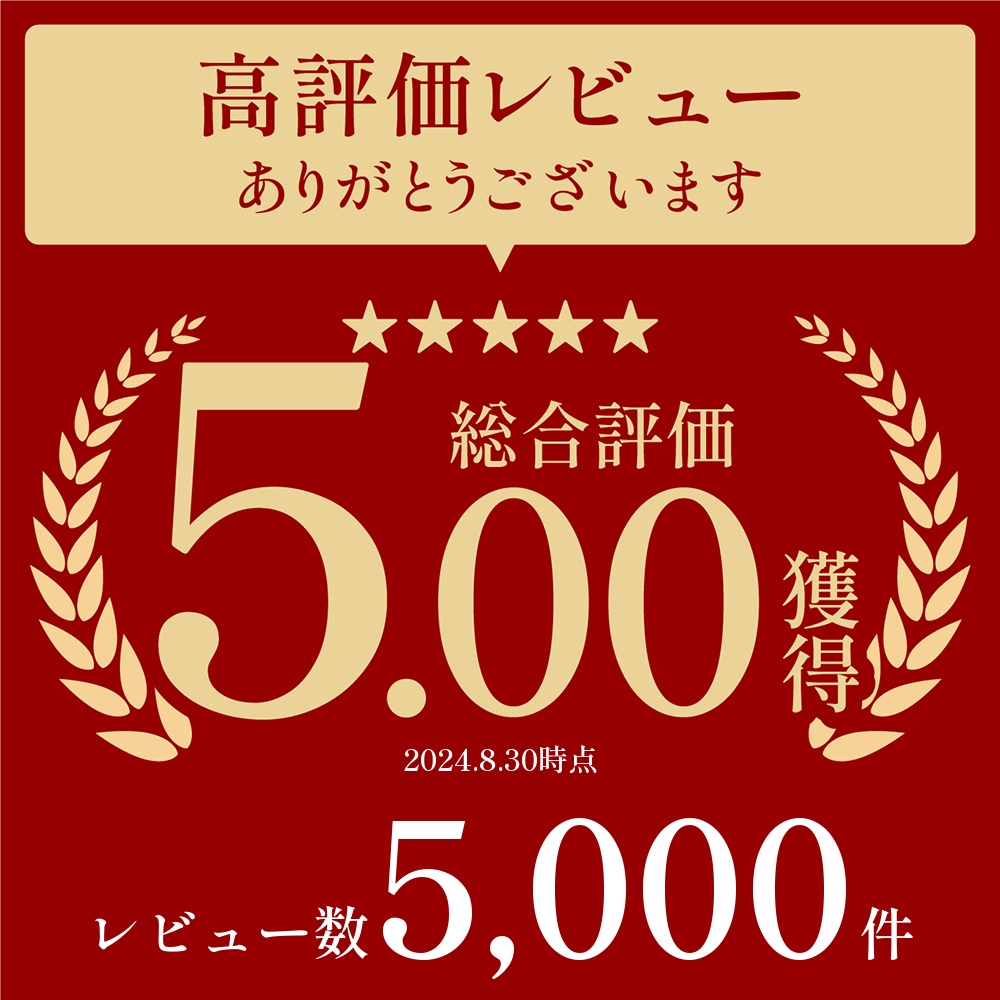 高評価レビュー
ありがとうございます
総合評価
5.00
獲得
2024.8.30時点
レビュー数5,000件